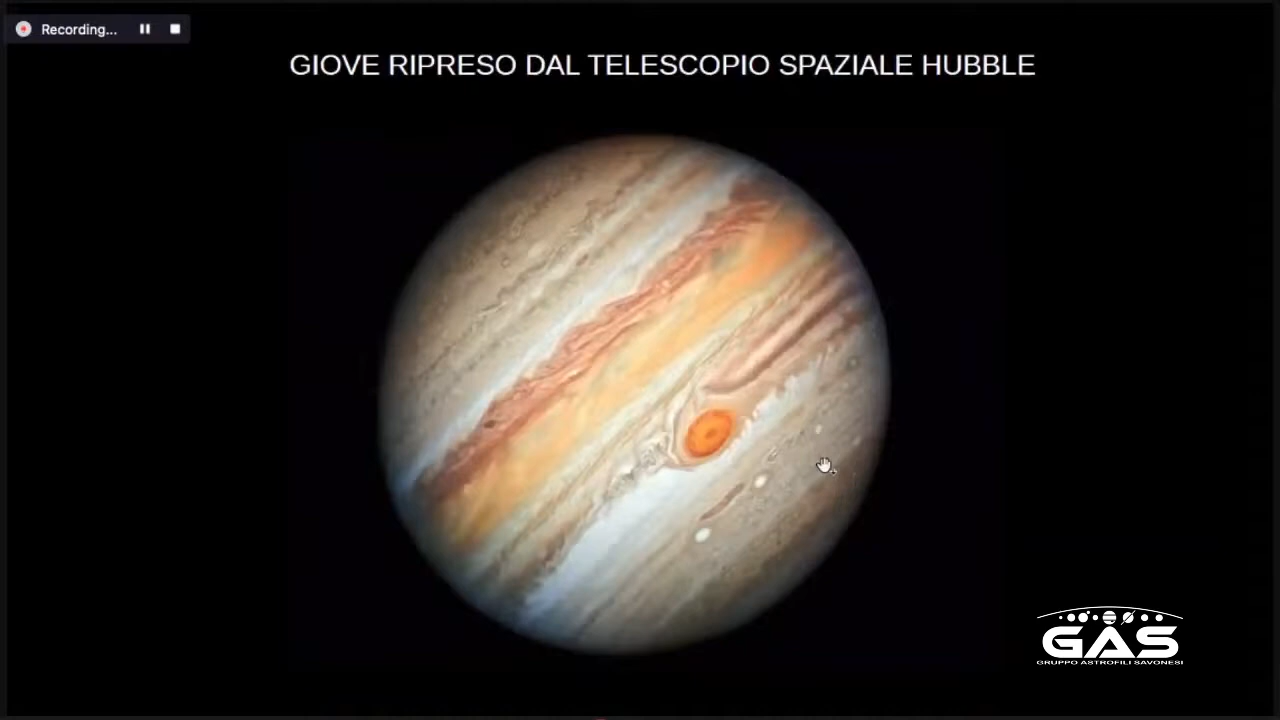 Recording...
GIOVE RIPRESO DAL TELESCOPIO SPAZIALE HUBBLE
GAS
GRUPPO ASTROFILI SAVONESI